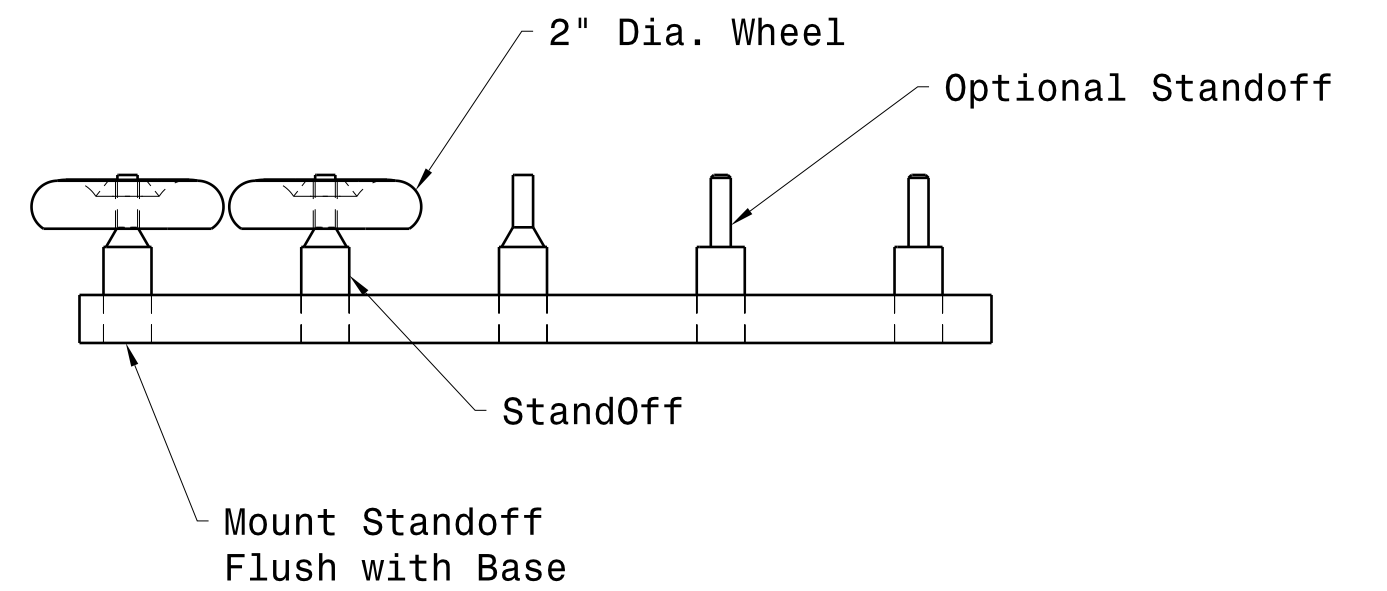 2" Dia. Wheel
Optional Standoff
StandOff
Mount Standoff
Flush with Base